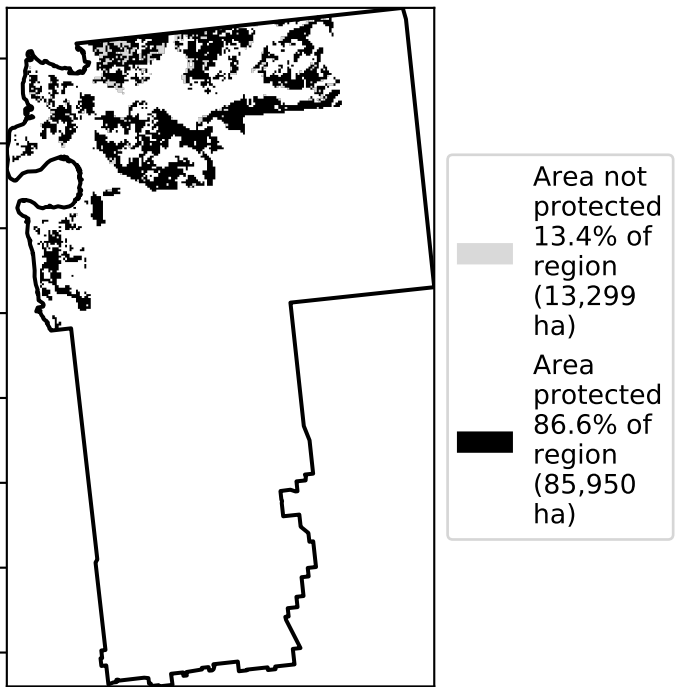 Area not
protected
13.4% of
region
(13,299
ha)
Area
protected
86.6% of
region
(85,950
ha)